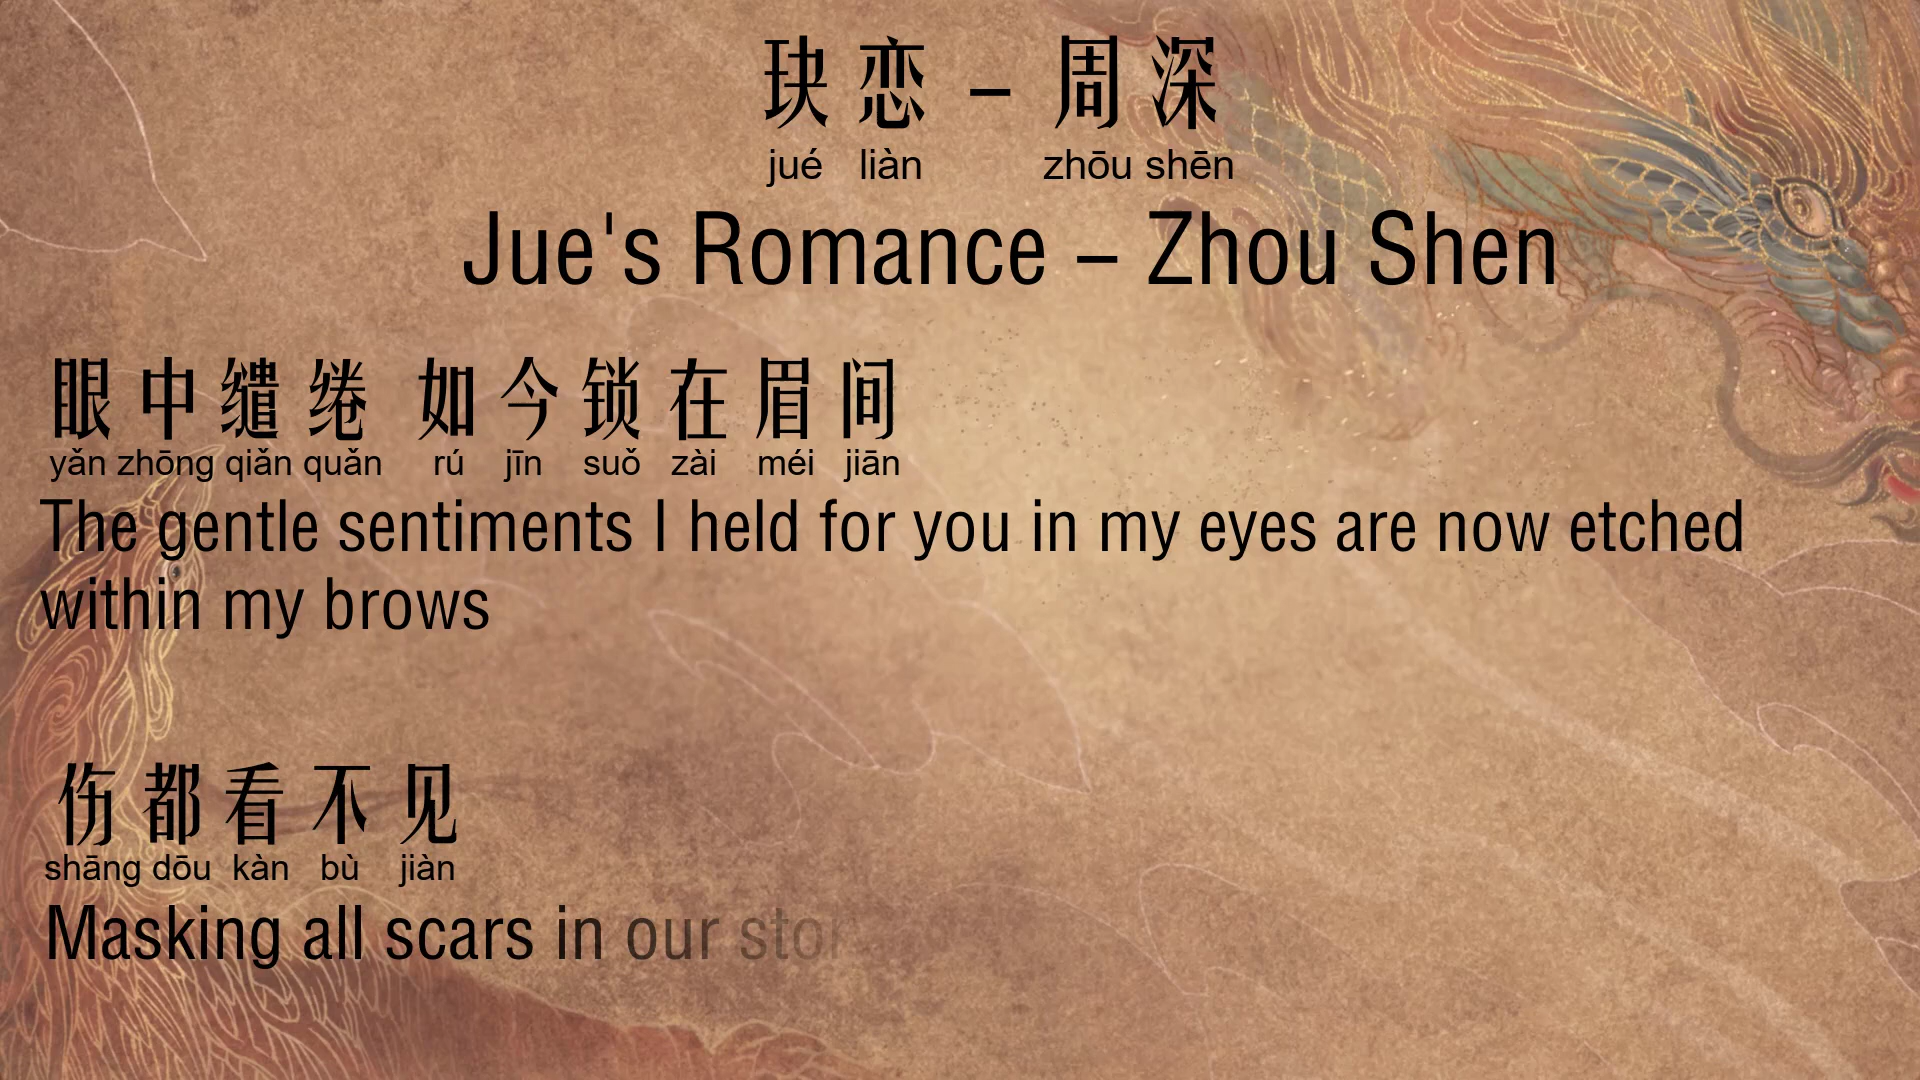 玦恋 – 周深
jué liàn zhōu shēn
Jue's Romance – Zhou Shen
眼中缱绻 如今锁在眉间
yǎn zhōng qiǎn quǎn rú jīn suǒ zài méi jiān
The gentle sentiments I held for you in my eyes are now etched
within my brows
伤都看不见
shāng dōu kàn bù jiàn
Masking all scars in our